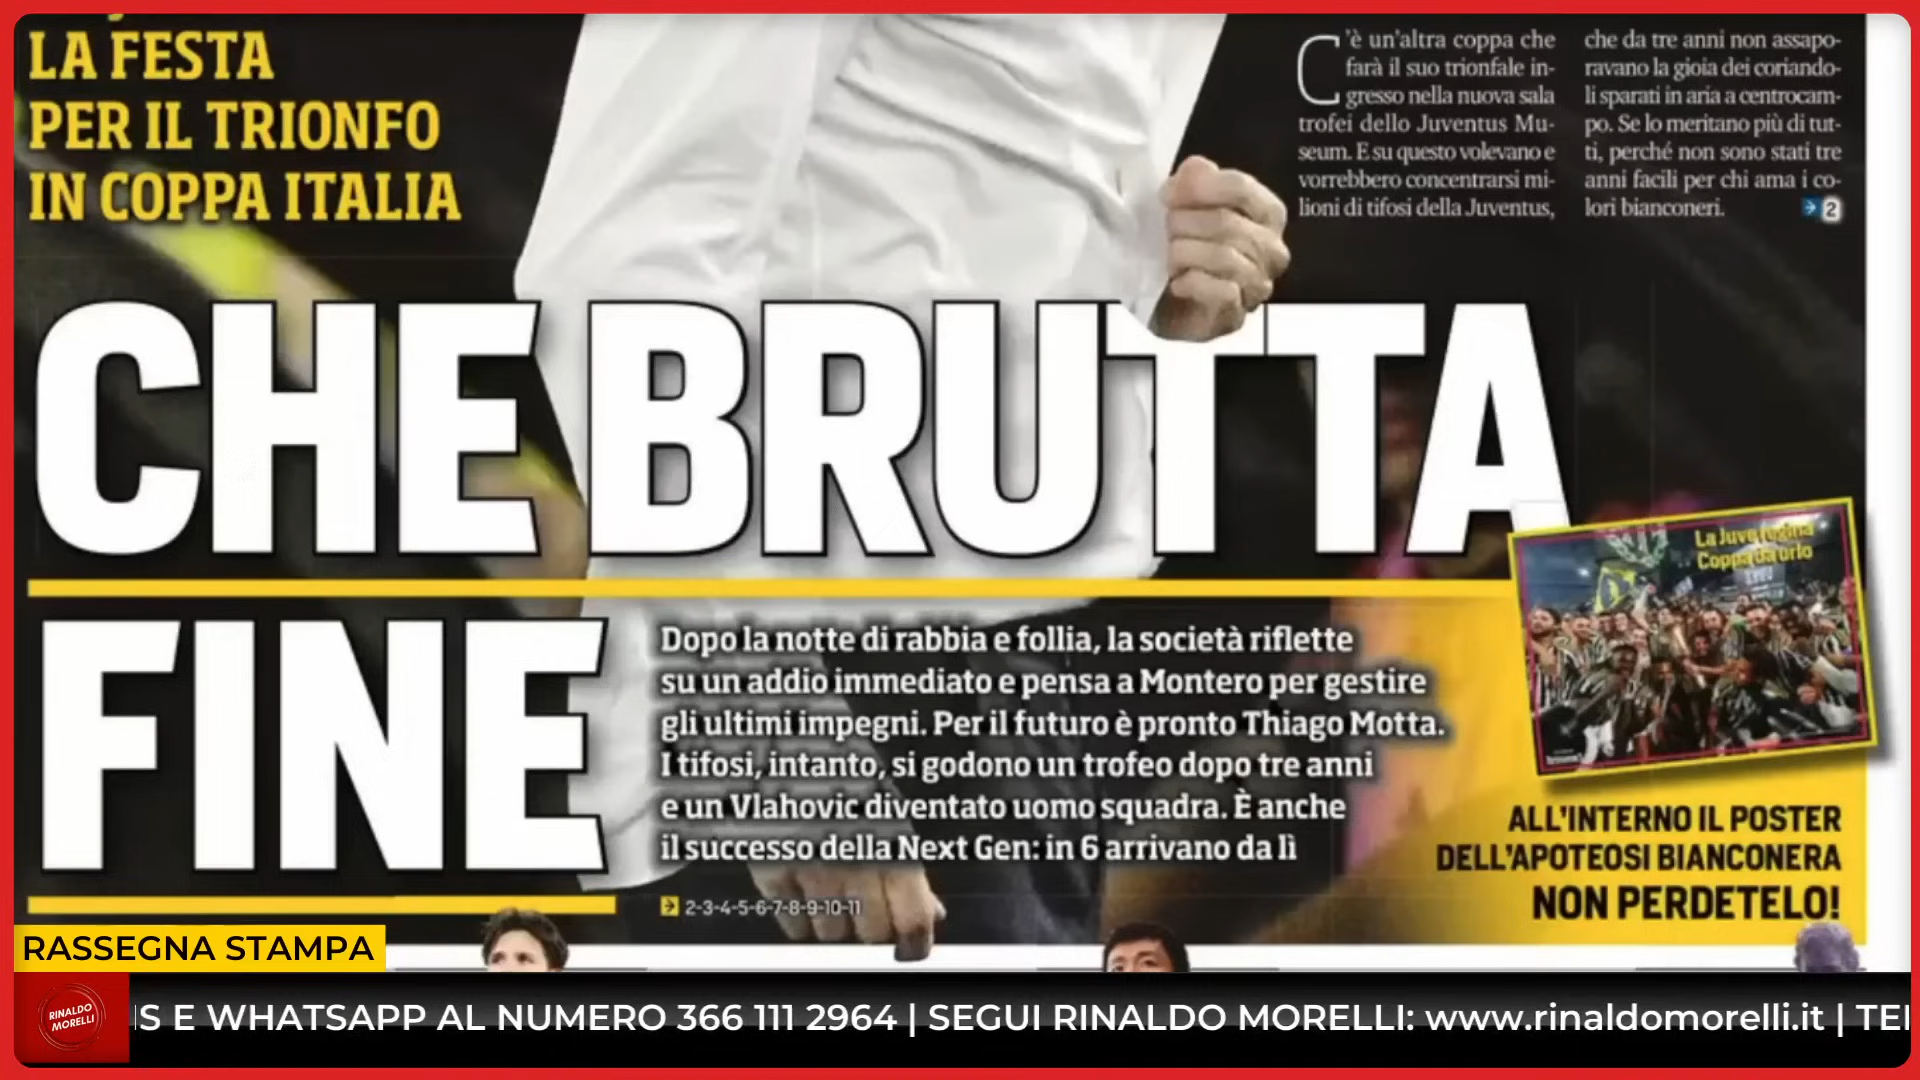 LA FESTA
PER IL TRIONFO
IN COPPA ITALIA
C'è un'altra coppa che
farà il suo trionfale in-
gresso nella nuova sala
trofei dello Juventus Mu-
seum. E su questo volevano e
vorrebbero concentrarsi mi-
lioni di tifosi della Juventus,
che da tre anni non assapo-
ravano la gioia dei coriando-
li sparati in aria a centrocam-
po. Se lo meritano più di tut-
ti, perché non sono stati tre
anni facili per chi ama i co-
lori bianconeri.
2
CHE BRUTTA
FINE
Dopo la notte di rabbia e follia, la società riflette
su un addio immediato e pensa a Montero per gestire
gli ultimi impegni. Per il futuro è pronto Thiago Motta.
I tifosi, intanto, si godono un trofeo dopo tre anni
e un Vlahovic diventato uomo squadra. È anche
il successo della Next Gen: in 6 arrivano da lì
2-3-4-5-6-7-8-9-10-11
La Juve regina
Coppa da urlo
ALL'INTERNO IL POSTER
DELL'APOTEOSI BIANCONERA
NON PERDETELO!
RASSEGNA STAMPA
RINALDO
MORELLI
IS E WHATSAPP AL NUMERO 366 111 2964 | SEGUI RINALDO MORELLI: www.rinaldomorelli.it | TEL